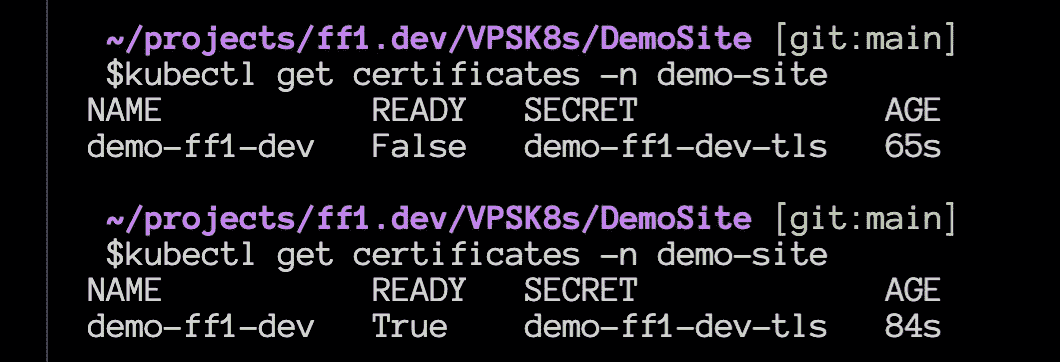 ~/projects/ff1.dev/VPSK8s/DemoSite [git:main]
$kubectl get certificates -n demo-site
NAME READY SECRET AGE
demo-ff1-dev False demo-ff1-dev-tls 65s
~/projects/ff1.dev/VPSK8s/DemoSite [git:main]
$kubectl get certificates -n demo-site
NAME READY SECRET AGE
demo-ff1-dev True demo-ff1-dev-tls 84s